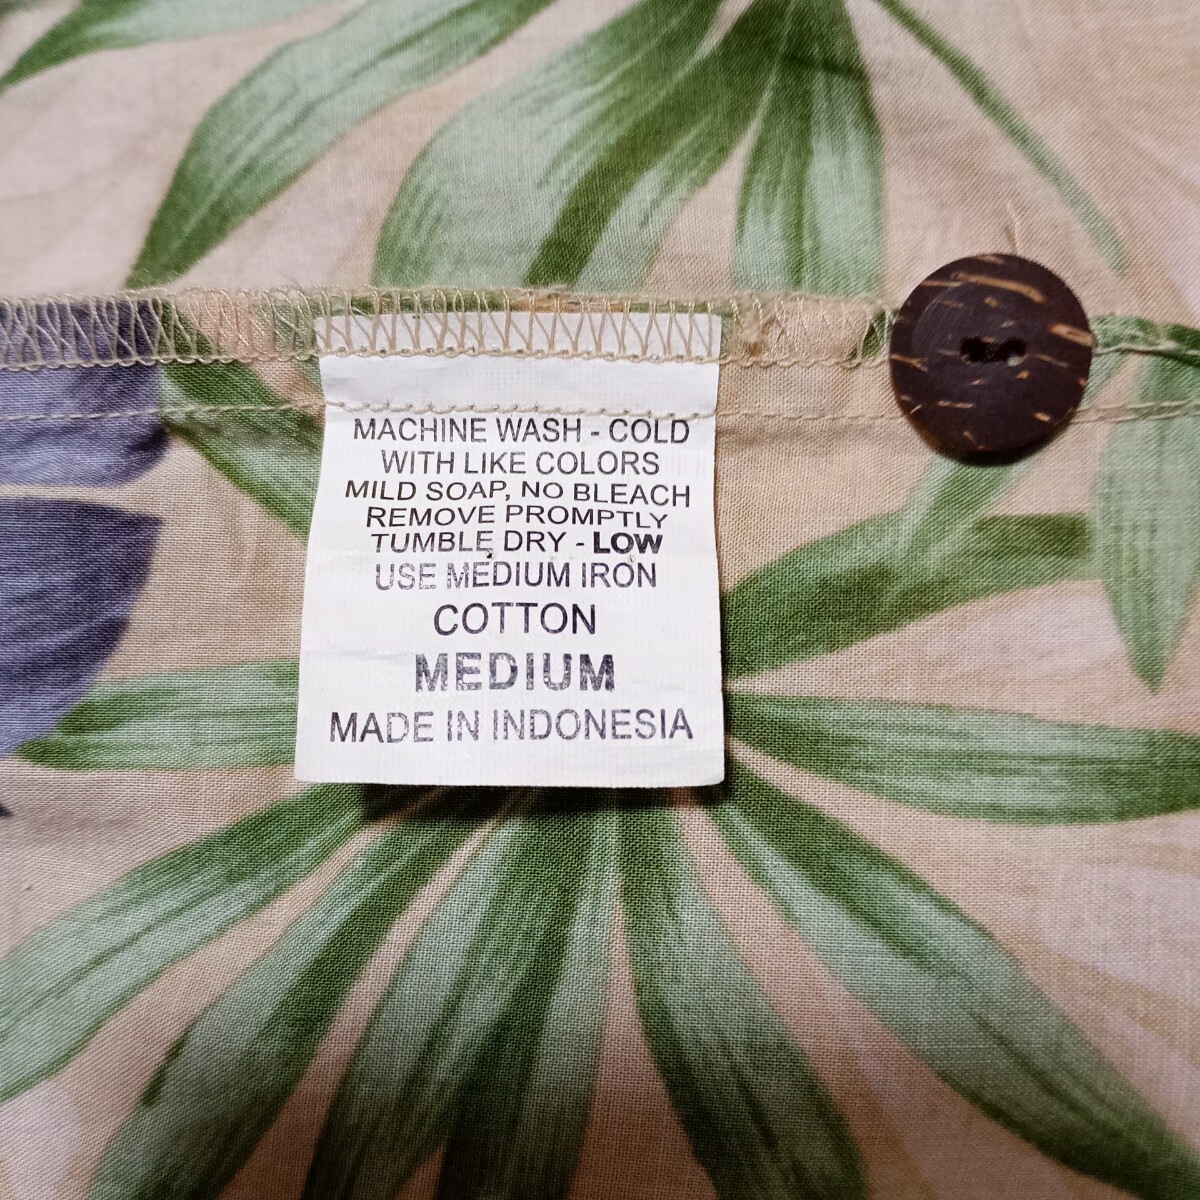 MACHINE WASH - COLD
WITH LIKE COLORS
MILD SOAP, NO BLEACH
REMOVE PROMPTLY
TUMBLE DRY - LOW
USE MEDIUM IRON
COTTON
MEDIUM
MADE IN INDONESIA